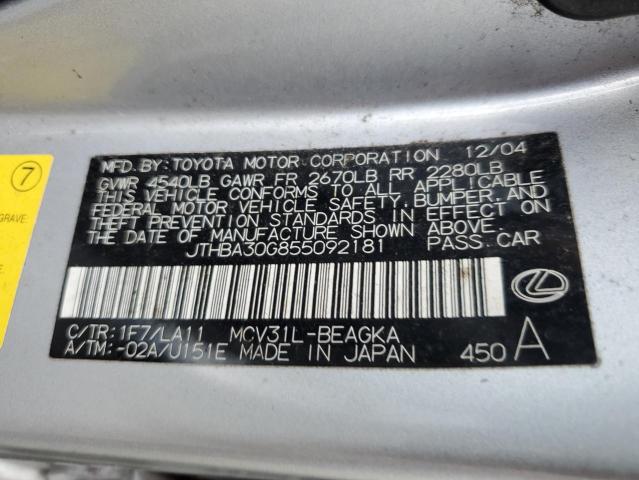 7
GRAVE:
MFD. BY: TOYOTA MOTOR CORPORATION 12/04
GVWR 4540LB GAWR FR 2670LB RR 2280LB
THIS VEHICLE CONFORMS TO ALL APPLICABLE
FEDERAL MOTOR VEHICLE SAFETY, BUMPER, AND
THEFT PREVENTION STANDARDS IN EFFECT ON
THE DATE OF MANUFACTURE SHOWN ABOVE.
JTHBA30G855092181 PASS. CAR
C/TR: 1F7/LA11 MCV31L-BEAGKA
A/TM:-02A/U151E MADE IN JAPAN 450 A